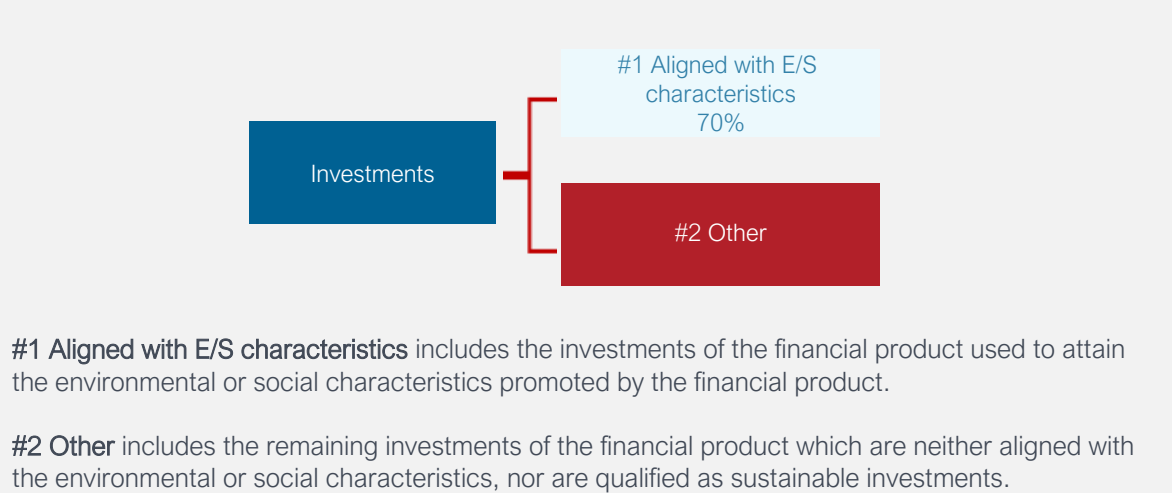 #1 Aligned with E/S
characteristics
70%
Investments
#2 Other
#1 Aligned with E/S characteristics includes the investments of the financial product used to attain
the environmental or social characteristics promoted by the financial product.
#2 Other includes the remaining investments of the financial product which are neither aligned with
the environmental or social characteristics, nor are qualified as sustainable investments.